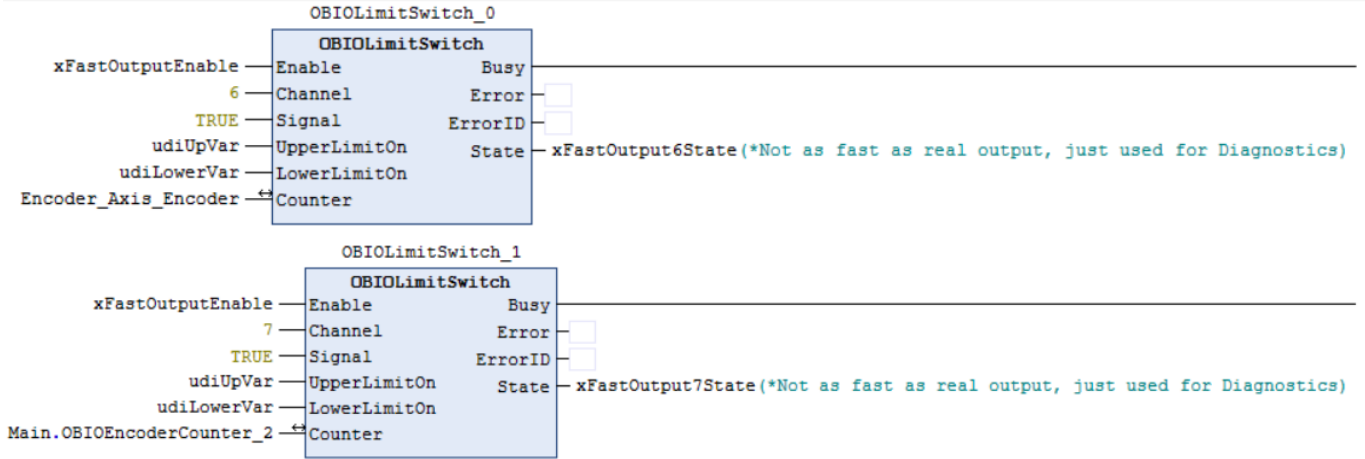 OBIOLimitSwitch_0
OBIOLimitSwitch
xFastOutputEnable Enable Busy
6 Channel Error
TRUE Signal ErrorID
udiUpVar UpperLimitOn State xFastOutput6State(*Not as fast as real output, just used for Diagnostics)
udiLowerVar LowerLimitOn
Encoder_Axis_Encoder Counter
OBIOLimitSwitch_1
OBIOLimitSwitch
xFastOutputEnable Enable Busy
7 Channel Error
TRUE Signal ErrorID
udiUpVar UpperLimitOn State xFastOutput7State(*Not as fast as real output, just used for Diagnostics)
udiLowerVar LowerLimitOn
Main.OBIOEncoderCounter_2 Counter